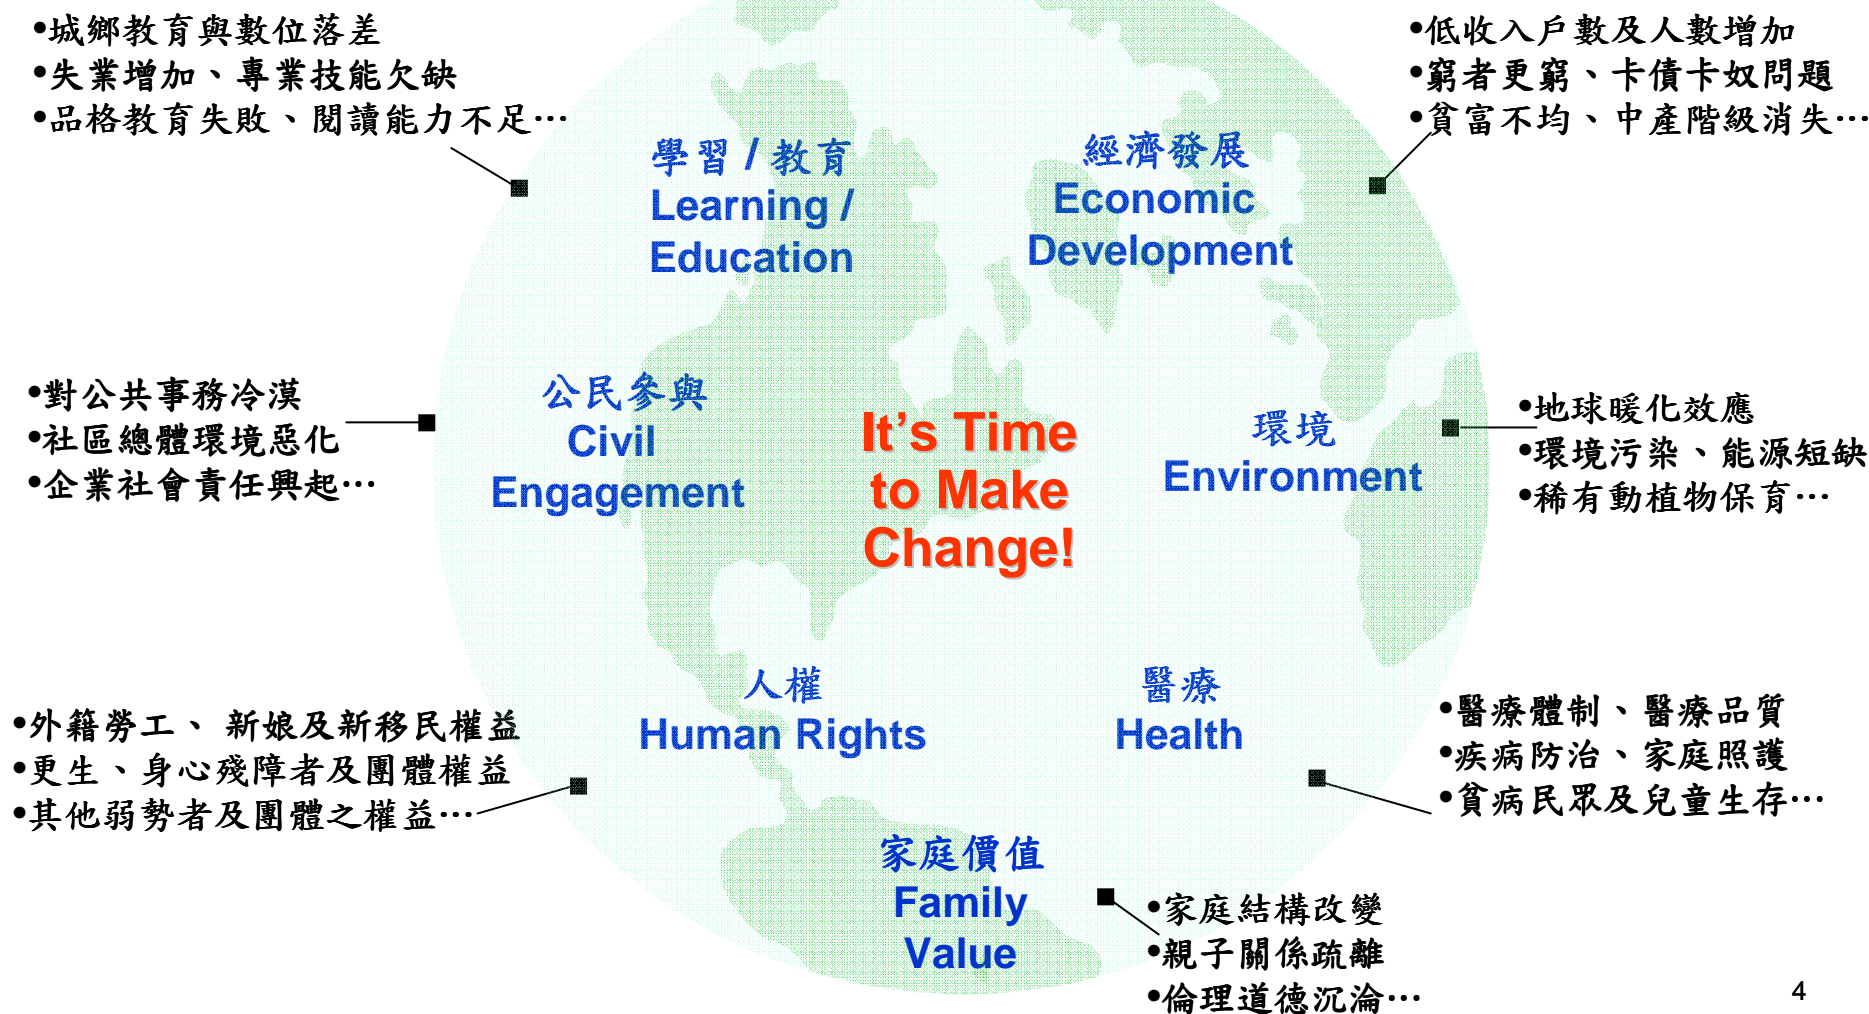 •城鄉教育與數位落差
•失業增加、專業技能欠缺
•品格教育失敗、閱讀能力不足…
•低收入戶數及人數增加
•窮者更窮、卡債卡奴問題
•貧富不均、中產階級消失…
學習 / 教育
Learning /
Education
經濟發展
Economic
Development
•對公共事務冷漠
•社區總體環境惡化
•企業社會責任興起…
公民參與
Civil
Engagement
It's Time
to Make
Change!
環境
Environment
•地球暖化效應
•環境污染、能源短缺
•稀有動植物保育…
•外籍勞工、 新娘及新移民權益
•更生、身心殘障者及團體權益
•其他弱勢者及團體之權益…
人權
Human Rights
醫療
Health
•醫療體制、醫療品質
•疾病防治、家庭照護
•貧病民眾及兒童生存…
家庭價值
Family
Value
•家庭結構改變
•親子關係疏離
•倫理道德沉淪…
4